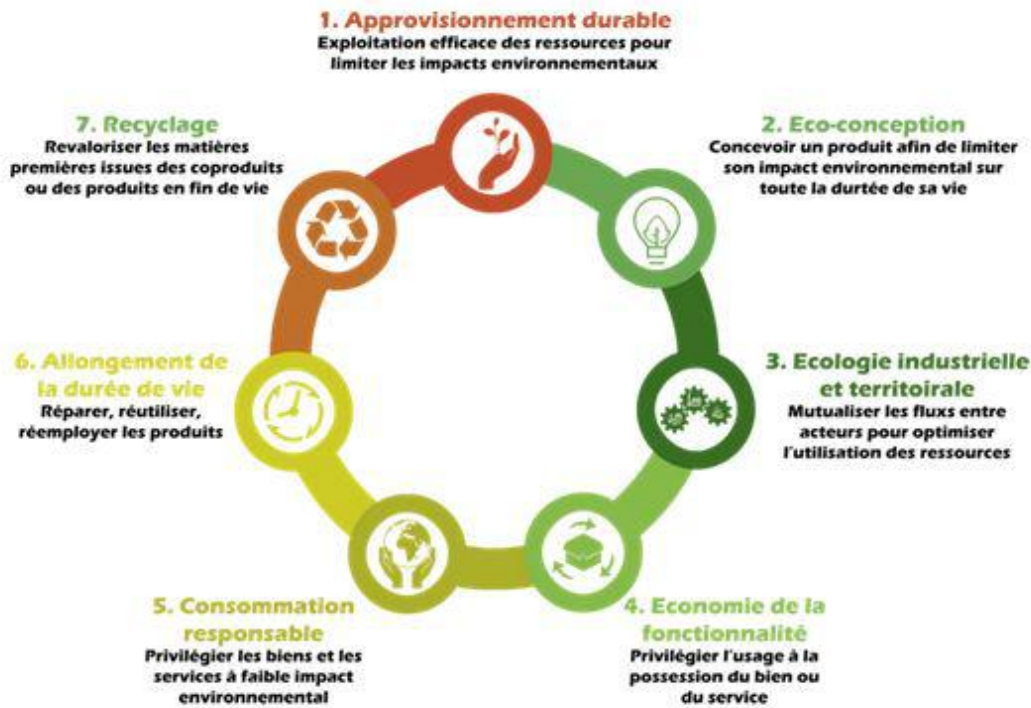 1. Approvisionnement durable
Exploitation efficace des ressources pour
limiter les impacts environnementaux
2. Eco-conception
Concevoir un produit afin de limiter
son impact environnemental sur
toute la durtée de sa vie
3. Ecologie industrielle
et territoirale
Mutualiser les flux entre
acteurs pour optimiser
l'utilisation des ressources
4. Economie de la
fonctionnalité
Privilégier l'usage à la
possession du bien ou
du service
5. Consommation
responsable
Privilégier les biens et les
services à faible impact
environnemental
6. Allongement de
la durée de vie
Réparer, réutiliser,
réemployer les produits
7. Recyclage
Revaloriser les matières
premières issues des coproduits
ou des produits en fin de vie